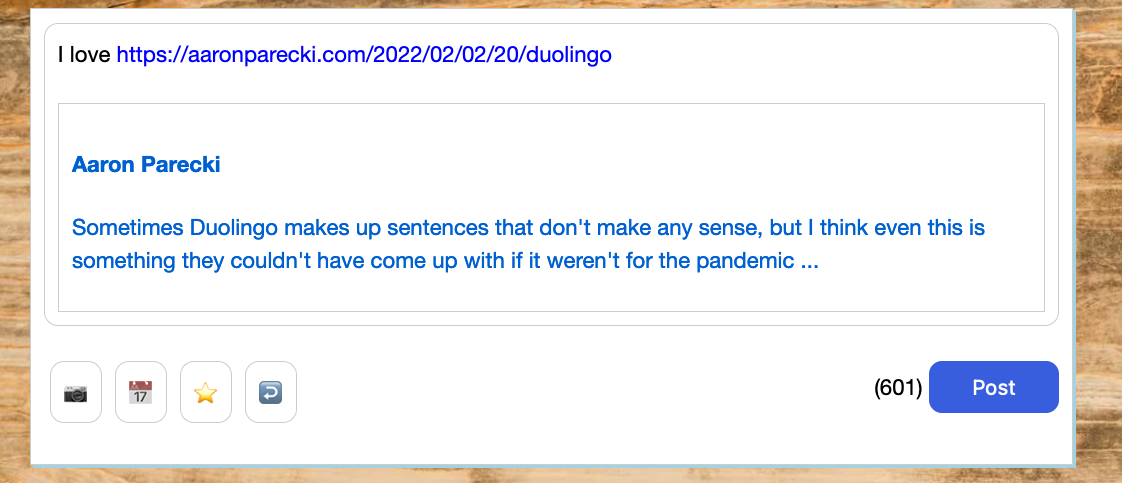 I love https://aaronparecki.com/2022/02/02/20/duolingo
Aaron Parecki
Sometimes Duolingo makes up sentences that don't make any sense, but I think even this is
something they couldn't have come up with if it weren't for the pandemic ...
17
(601) Post